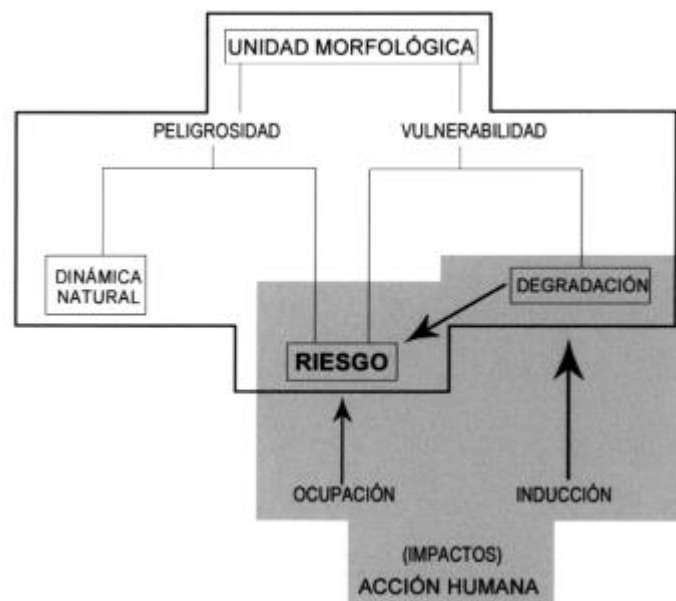 UNIDAD MORFOLÓGICA
PELIGROSIDAD
VULNERABILIDAD
DINÁMICA
NATURAL
DEGRADACIÓN
RIESGO
OCUPACIÓN
INDUCCIÓN
(IMPACTOS)
ACCIÓN HUMANA